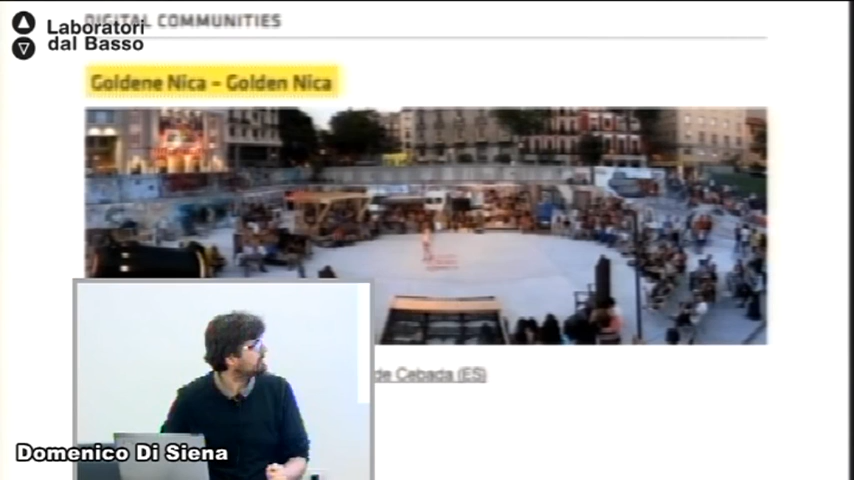 DIGITAL COMMUNITIES
Laboratori
dal Basso
Goldene Nica – Golden Nica
de Cebada (ES)
Domenico Di Siena